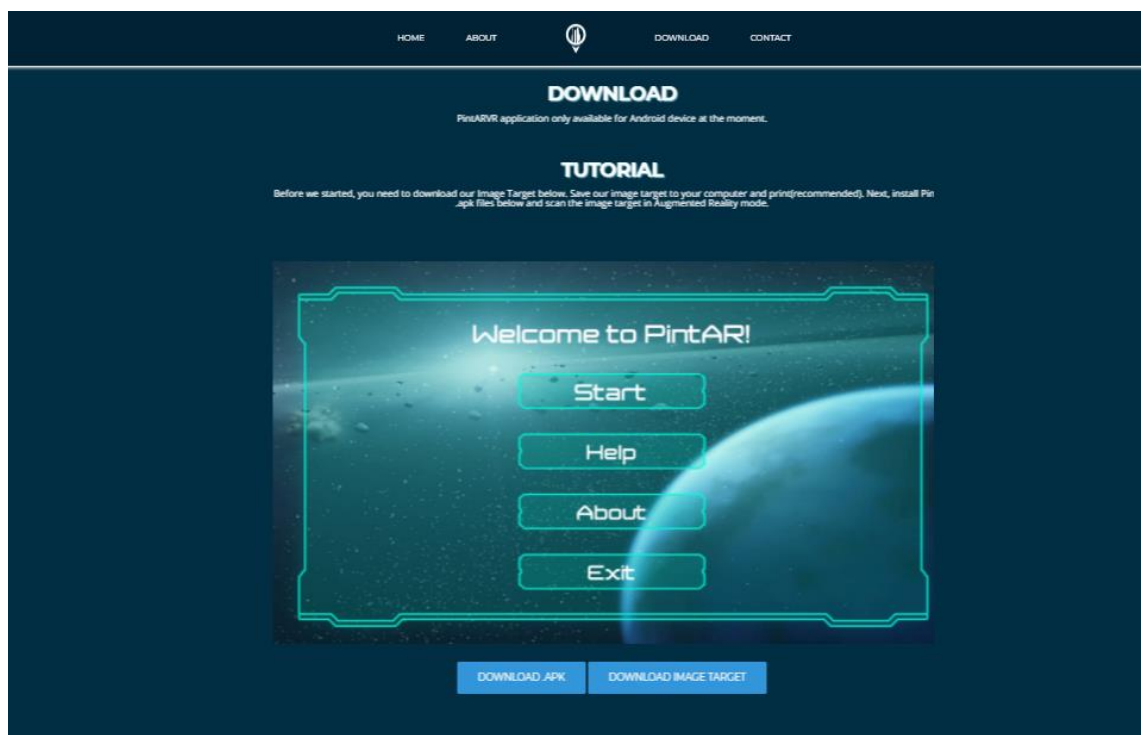 HOME ABOUT DOWNLOAD CONTACT
DOWNLOAD
PintARVR application only available for Android device at the moment.
TUTORIAL
Before we started, you need to download our Image Target below. Save our image target to your computer and print(recommended). Next, install Pin
.apk files below and scan the image target in Augmented Reality mode.
Welcome to PintAR!
Start
Help
About
Exit
DOWNLOAD .APK DOWNLOAD IMAGE TARGET